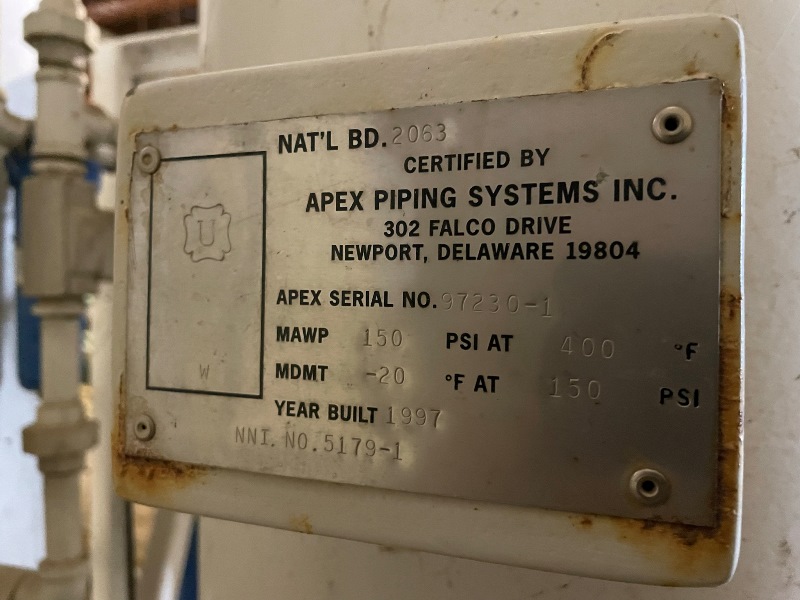 NAT'L BD. 2063
CERTIFIED BY
APEX PIPING SYSTEMS INC.
302 FALCO DRIVE
NEWPORT, DELAWARE 19804
U
APEX SERIAL NO. 97230-1
MAWP 150 PSI AT 400 °F
W
MDMT -20 °F AT 150 PSI
YEAR BUILT 1997
NNI. NO. 5179-1